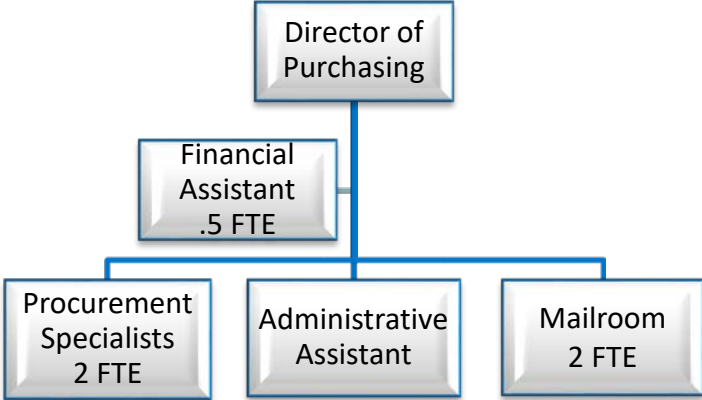 Director of
Purchasing
Financial
Assistant
.5 FTE
Procurement
Specialists
2 FTE
Administrative
Assistant
Mailroom
2 FTE